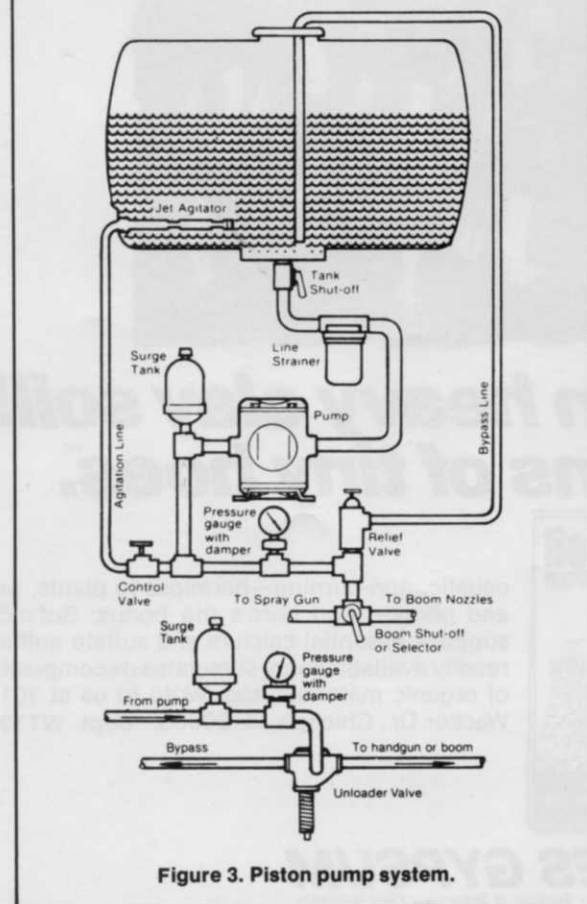 Jet Agitator
Tank
Shut-off
Line
Strainer
Surge
Tank
Pump
Agitation Line
Bypass Line
Pressure
gauge
with
damper
Relief
Valve
Control
Valve
To Spray Gun
To Boom Nozzles
Boom Shut-off
or Selector
Surge
Tank
Pressure
gauge
with
damper
From pump
Bypass
To handgun or boom
Unloader Valve
Figure 3. Piston pump system.